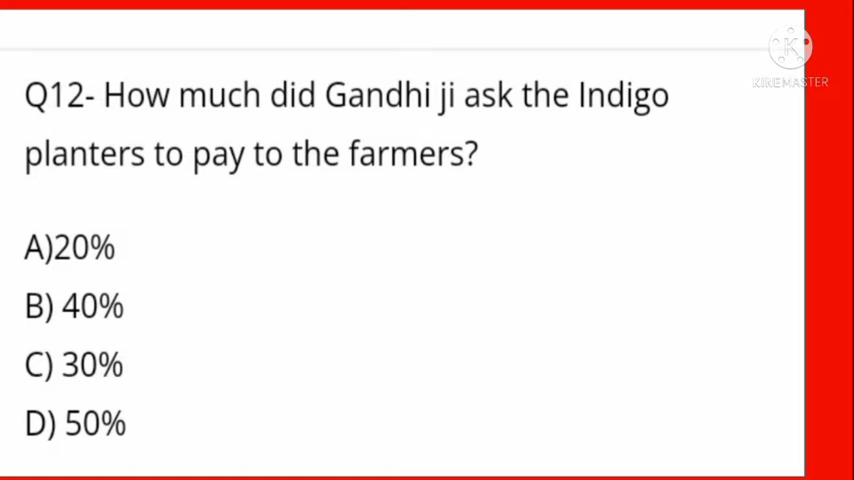 KINEMASTER
Q12- How much did Gandhi ji ask the Indigo
planters to pay to the farmers?
A)20%
B) 40%
C) 30%
D) 50%